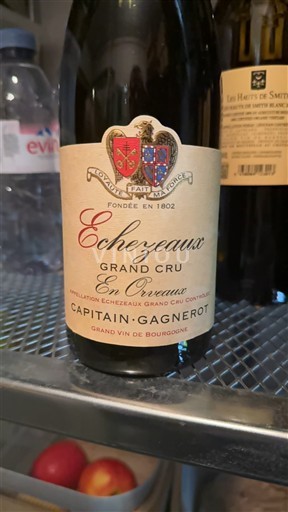 LOYAUTÉ FAIT MA FORCE
FONDÉE EN 1802
Echezeaux
GRAND CRU
En Orveaux
APPELLATION ECHEZEAUX GRAND CRU CONTRÔLÉE
CAPITAIN-GAGNEROT
GRAND VIN DE BOURGOGNE
evian
LES HAUTS DE SMITH
VINOU